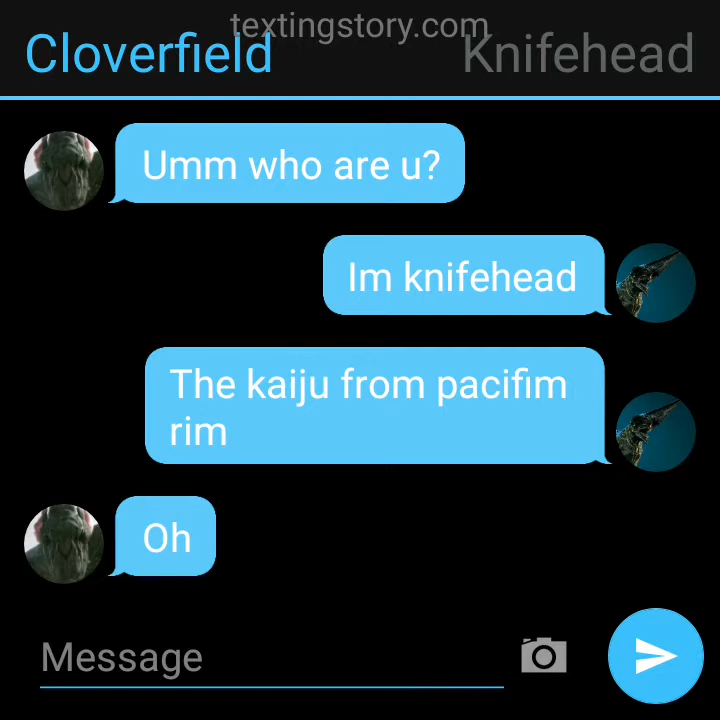 textingstory.com
Cloverfield Knifehead
Umm who are u?
Im knifehead
The kaiju from pacifim
rim
Oh
Message